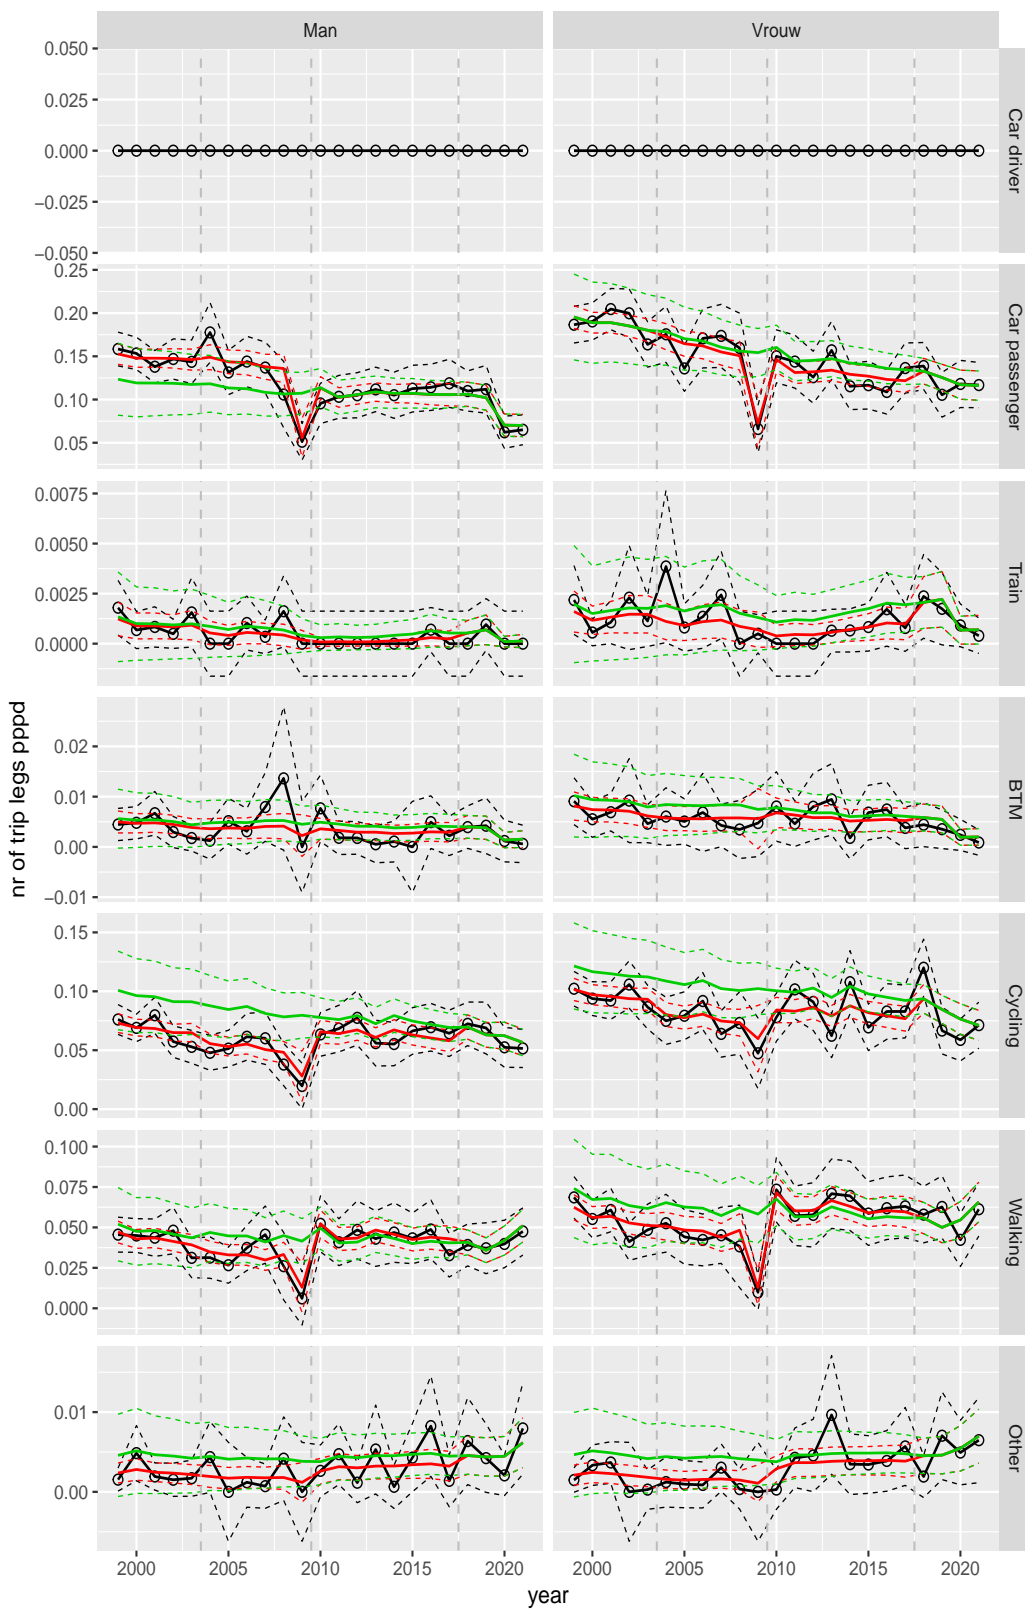 Man Vrouw
0.050
0.025
0.000
−0.025
−0.050
Car driver
0.25
0.20
0.15
0.10
0.05
Car passenger
0.0075
0.0050
0.0025
0.0000
Train
0.02
0.01
0.00
−0.01
BTM
0.15
0.10
0.05
0.00
Cycling
0.100
0.075
0.050
0.025
0.000
Walking
0.01
0.00
Other
2000 2005 2010 2015 2020 2000 2005 2010 2015 2020
year
nr of trip legs pppd